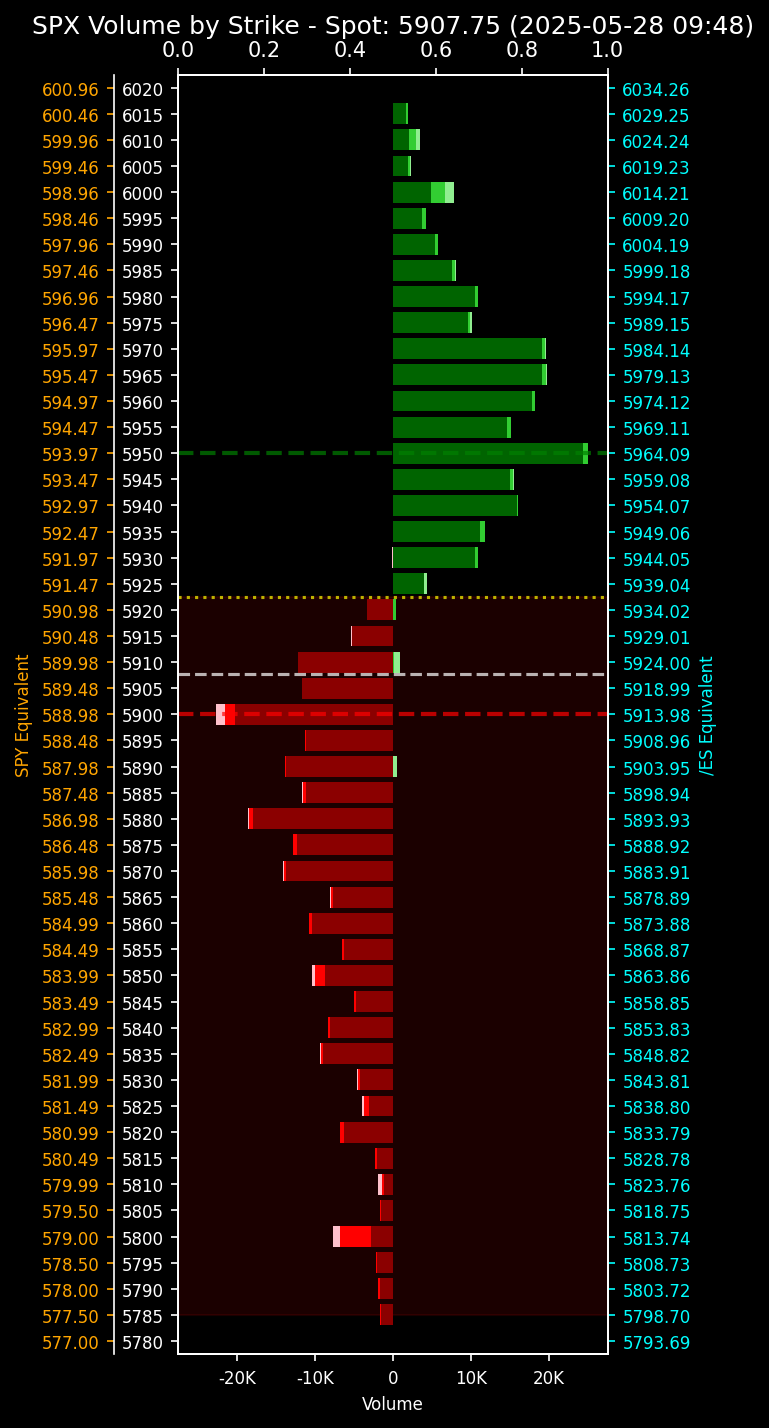 SPX Volume by Strike - Spot: 5907.75 (2025-05-28 09:48)
0.0 0.2 0.4 0.6 0.8 1.0
600.96 6020 6034.26
600.46 6015 6029.25
599.96 6010 6024.24
599.46 6005 6019.23
598.96 6000 6014.21
598.46 5995 6009.20
597.96 5990 6004.19
597.46 5985 5999.18
596.96 5980 5994.17
596.47 5975 5989.15
595.97 5970 5984.14
595.47 5965 5979.13
594.97 5960 5974.12
594.47 5955 5969.11
593.97 5950 5964.09
593.47 5945 5959.08
592.97 5940 5954.07
592.47 5935 5949.06
591.97 5930 5944.05
591.47 5925 5939.04
590.98 5920 5934.02
590.48 5915 5929.01
589.98 5910 5924.00
589.48 5905 5918.99
588.98 5900 5913.98
588.48 5895 5908.96
587.98 5890 5903.95
587.48 5885 5898.94
586.98 5880 5893.93
586.48 5875 5888.92
585.98 5870 5883.91
585.48 5865 5878.89
584.99 5860 5873.88
584.49 5855 5868.87
583.99 5850 5863.86
583.49 5845 5858.85
582.99 5840 5853.83
582.49 5835 5848.82
581.99 5830 5843.81
581.49 5825 5838.80
580.99 5820 5833.79
580.49 5815 5828.78
579.99 5810 5823.76
579.50 5805 5818.75
579.00 5800 5813.74
578.50 5795 5808.73
578.00 5790 5803.72
577.50 5785 5798.70
577.00 5780 5793.69
SPY Equivalent
/ES Equivalent
-20K -10K 0 10K 20K
Volume